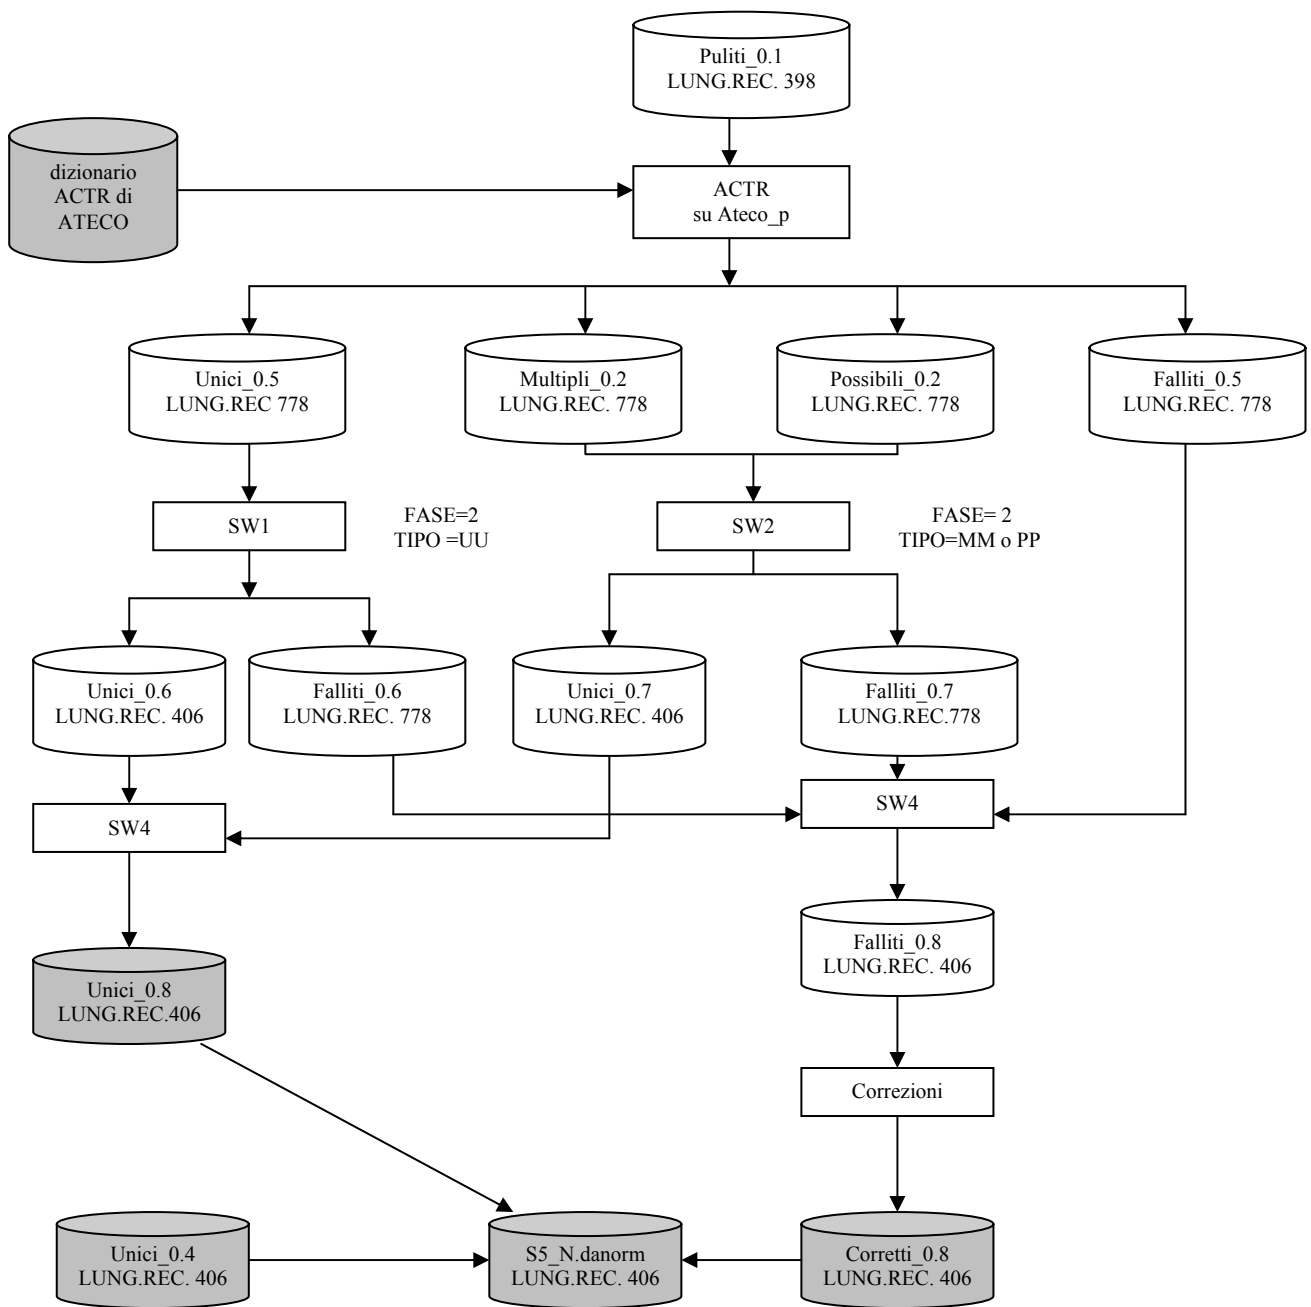 Puliti_0.1
LUNG.REC. 398
dizionario
ACTR di
ATECO
ACTR
su Ateco_p
Unici_0.5
LUNG.REC 778
Multipli_0.2
LUNG.REC. 778
Possibili_0.2
LUNG.REC. 778
Falliti_0.5
LUNG.REC. 778
SW1
FASE=2
TIPO =UU
SW2
FASE= 2
TIPO=MM o PP
Unici_0.6
LUNG.REC. 406
Falliti_0.6
LUNG.REC. 778
Unici_0.7
LUNG.REC. 406
Falliti_0.7
LUNG.REC.778
SW4
SW4
Falliti_0.8
LUNG.REC. 406
Unici_0.8
LUNG.REC.406
Correzioni
Unici_0.4
LUNG.REC. 406
S5_N.danorm
LUNG.REC. 406
Corretti_0.8
LUNG.REC. 406